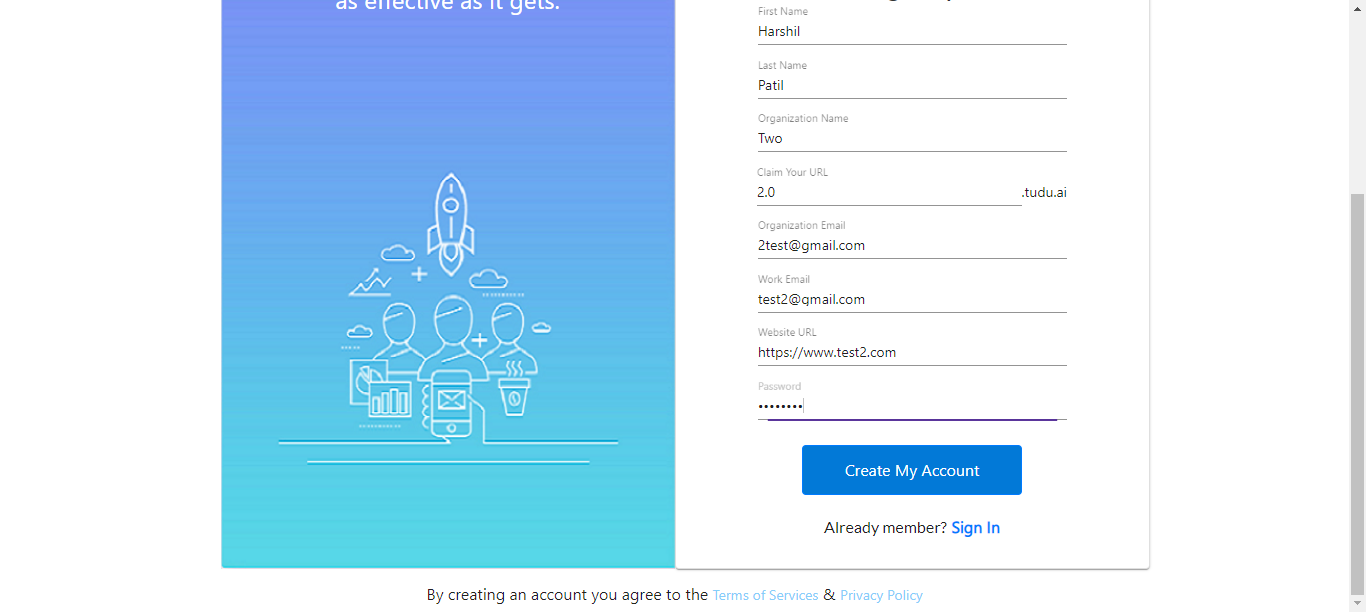 as effective as it gets.
First Name
Harshil
Last Name
Patil
Organization Name
Two
Claim Your URL
2.0 .tudu.ai
Organization Email
2test@gmail.com
Work Email
test2@gmail.com
Website URL
https://www.test2.com
Password
••••••••
Create My Account
Already member? Sign In
By creating an account you agree to the Terms of Services & Privacy Policy